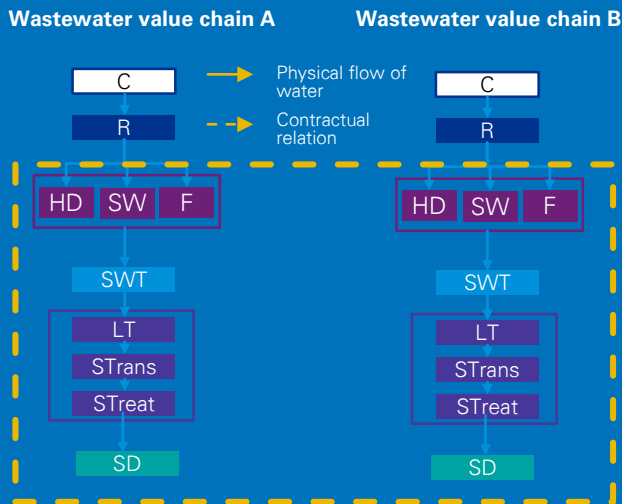 Wastewater value chain A
Wastewater value chain B
C
Physical flow of
water
C
R
Contractual
relation
R
HD SW F
HD SW F
SWT
SWT
LT
LT
STrans
STrans
STreat
STreat
SD
SD